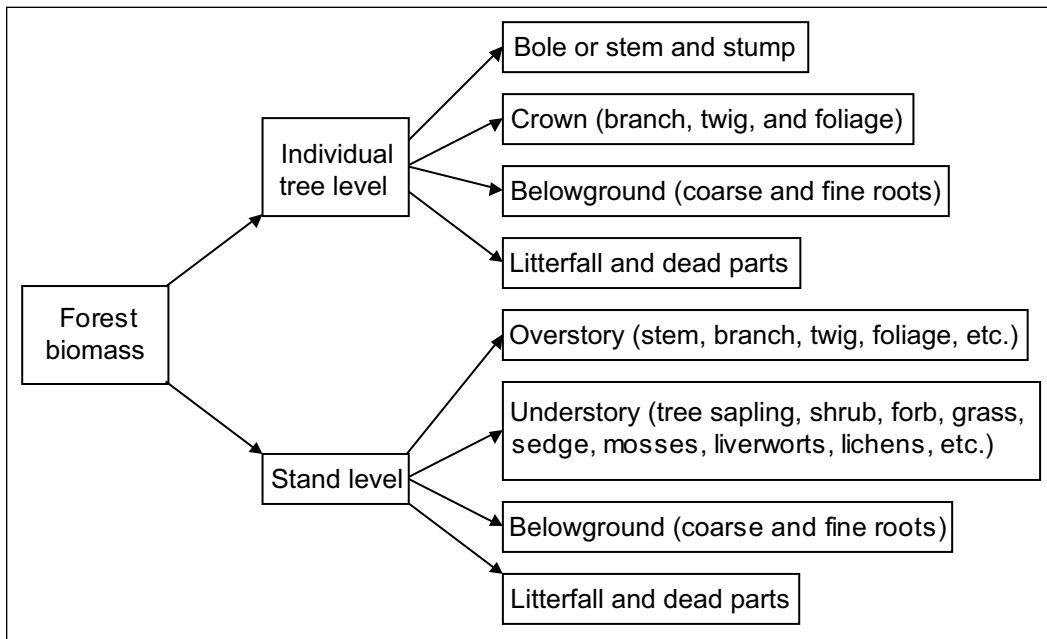 Forest
biomass
Individual
tree level
Bole or stem and stump
Crown (branch, twig, and foliage)
Belowground (coarse and fine roots)
Litterfall and dead parts
Stand level
Overstory (stem, branch, twig, foliage, etc.)
Understory (tree sapling, shrub, forb, grass,
sedge, mosses, liverworts, lichens, etc.)
Belowground (coarse and fine roots)
Litterfall and dead parts